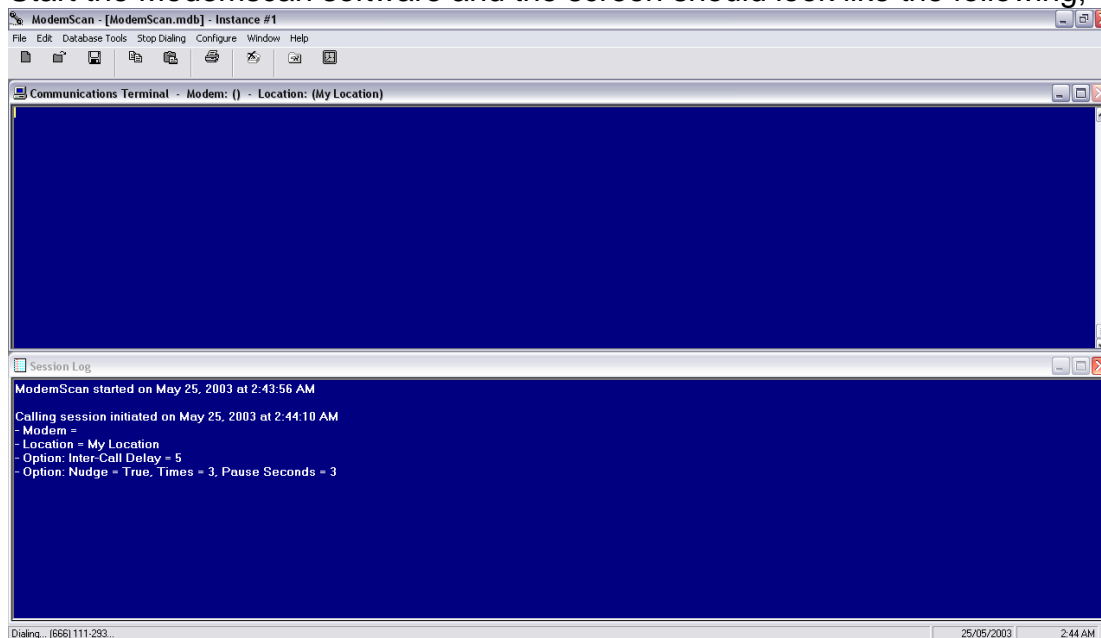 Start the Modemscan software and the screen should look like the following,
ModemScan - [ModemScan.mdb] - Instance #1
File Edit Database Tools Stop Dialing Configure Window Help
Communications Terminal - Modem: () - Location: (My Location)
Session Log
ModemScan started on May 25, 2003 at 2:43:56 AM
Calling session initiated on May 25, 2003 at 2:44:10 AM
- Modem =
- Location = My Location
- Option: Inter-Call Delay = 5
- Option: Nudge = True, Times = 3, Pause Seconds = 3
Dialing... (666) 111-293... 25/05/2003 2:44 AM